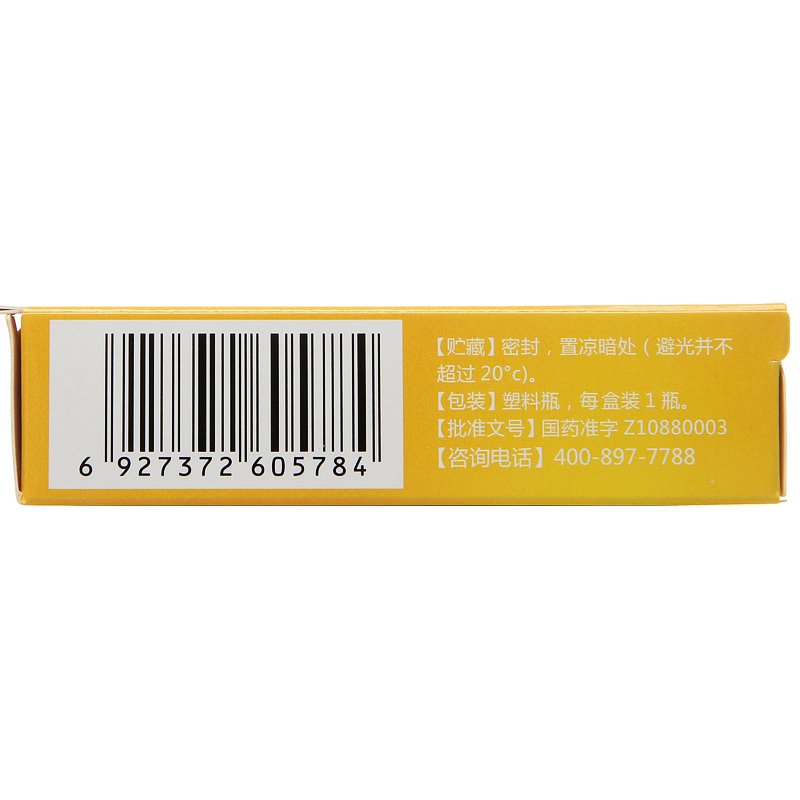 6 927372 605784
【贮藏】密封，置凉暗处（避光并不
超过 20°c)。
【包装】塑料瓶，每盒装 1 瓶。
【批准文号】国药准字 Z10880003
【咨询电话】400-897-7788